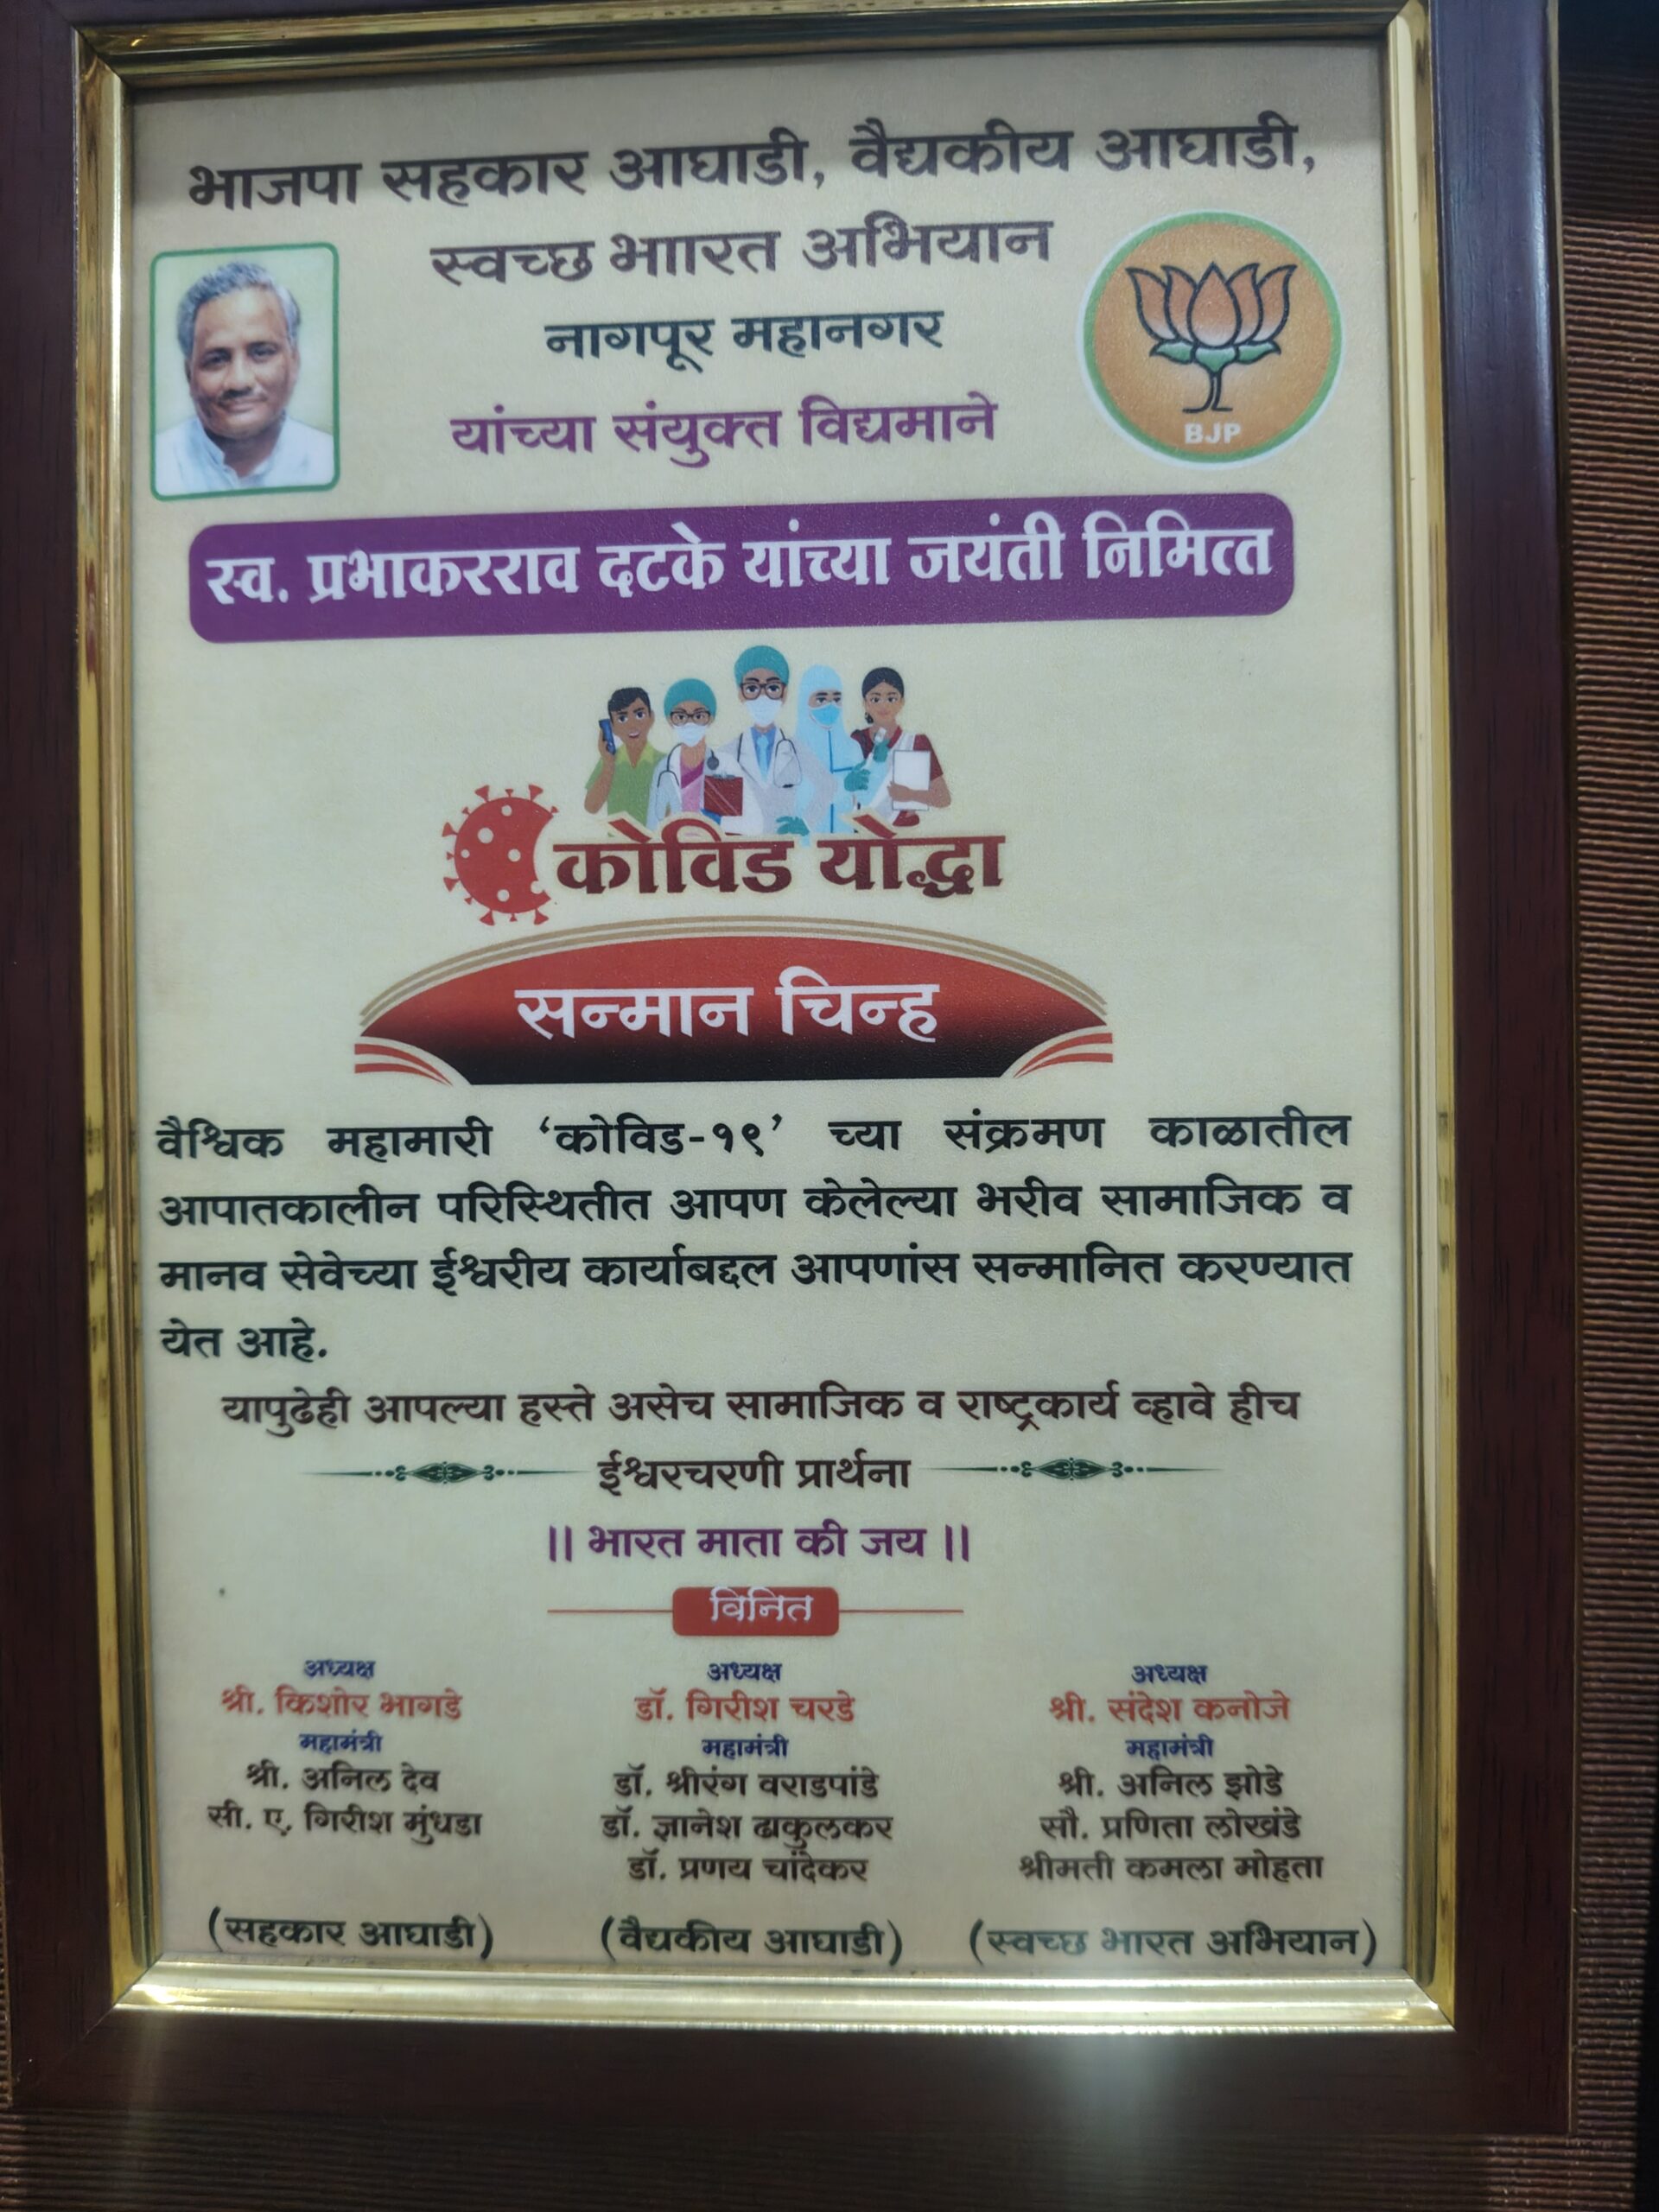 भाजपा सहकार आघाडी, वैद्यकीय आघाडी,
स्वच्छ भाारत अभियान
नागपूर महानगर
यांच्या संयुक्त विद्यमाने
BJP
स्व. प्रभाकरराव दटके यांच्या जयंती निमित्त
कोविड योद्धा
सन्मान चिन्ह
वैश्विक महामारी ‘कोविड-१९’ च्या संक्रमण काळातील
आपातकालीन परिस्थितीत आपण केलेल्या भरीव सामाजिक व
मानव सेवेच्या ईश्वरीय कार्याबद्दल आपणांस सन्मानित करण्यात
येत आहे.
यापुढेही आपल्या हस्ते असेच सामाजिक व राष्ट्रकार्य व्हावे हीच
ईश्वरचरणी प्रार्थना
|| भारत माता की जय ||
विनित
अध्यक्ष
श्री. किशोर भागडे
महामंत्री
श्री. अनिल देव
सी. ए. गिरीश मुंधडा
(सहकार आघाडी)
अध्यक्ष
डॉ. गिरीश चरडे
महामंत्री
डॉ. श्रीरंग वराडपांडे
डॉ. ज्ञानेश ढाकुलकर
डॉ. प्रणय चांदेकर
(वैद्यकीय आघाडी)
अध्यक्ष
श्री. संदेश कनोजे
महामंत्री
श्री. अनिल झोडे
सौ. प्रणिता लोखंडे
श्रीमती कमला मोहता
(स्वच्छ भारत अभियान)